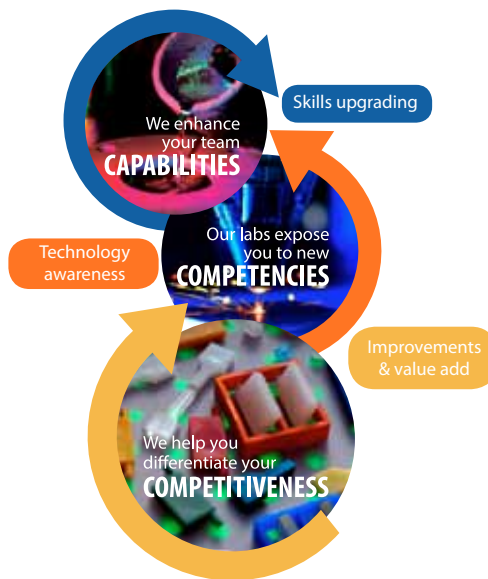 We enhance
your team
CAPABILITIES
Skills upgrading
Our labs expose
you to new
COMPETENCIES
Technology
awareness
Improvements
& value add
We help you
differentiate your
COMPETITIVENESS